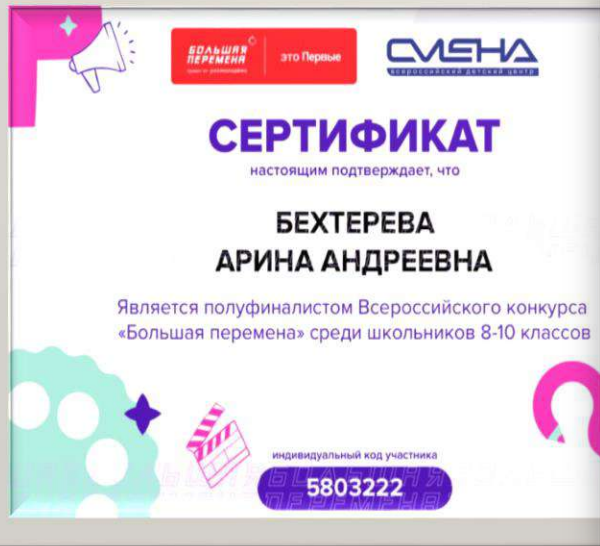 БОЛЬШАЯ
ПЕРЕМЕНА
это Первые
СМЕНА
всероссийский детский центр
СЕРТИФИКАТ
настоящим подтверждает, что
БЕХТЕРЕВА
АРИНА АНДРЕЕВНА
Является полуфиналистом Всероссийского конкурса
«Большая перемена» среди школьников 8-10 классов
индивидуальный код участника
5803222